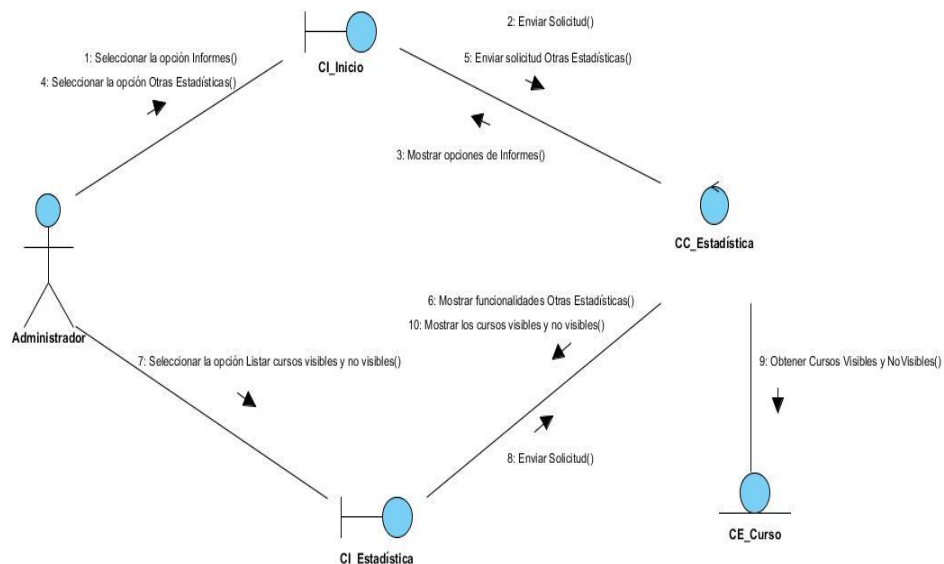 2: Enviar Solicitud()
1: Seleccionar la opción Informes()
5: Enviar solicitud Otras Estadísticas()
CI_Inicio
4: Seleccionar la opción Otras Estadísticas()
3: Mostrar opciones de Informes()
CC_Estadística
6: Mostrar funcionalidades Otras Estadísticas()
10: Mostrar los cursos visibles y no visibles()
Administrador
7: Seleccionar la opción Listar cursos visibles y no visibles()
9: Obtener Cursos Visibles y NoVisibles()
8: Enviar Solicitud()
CE_Curso
CI_Estadística